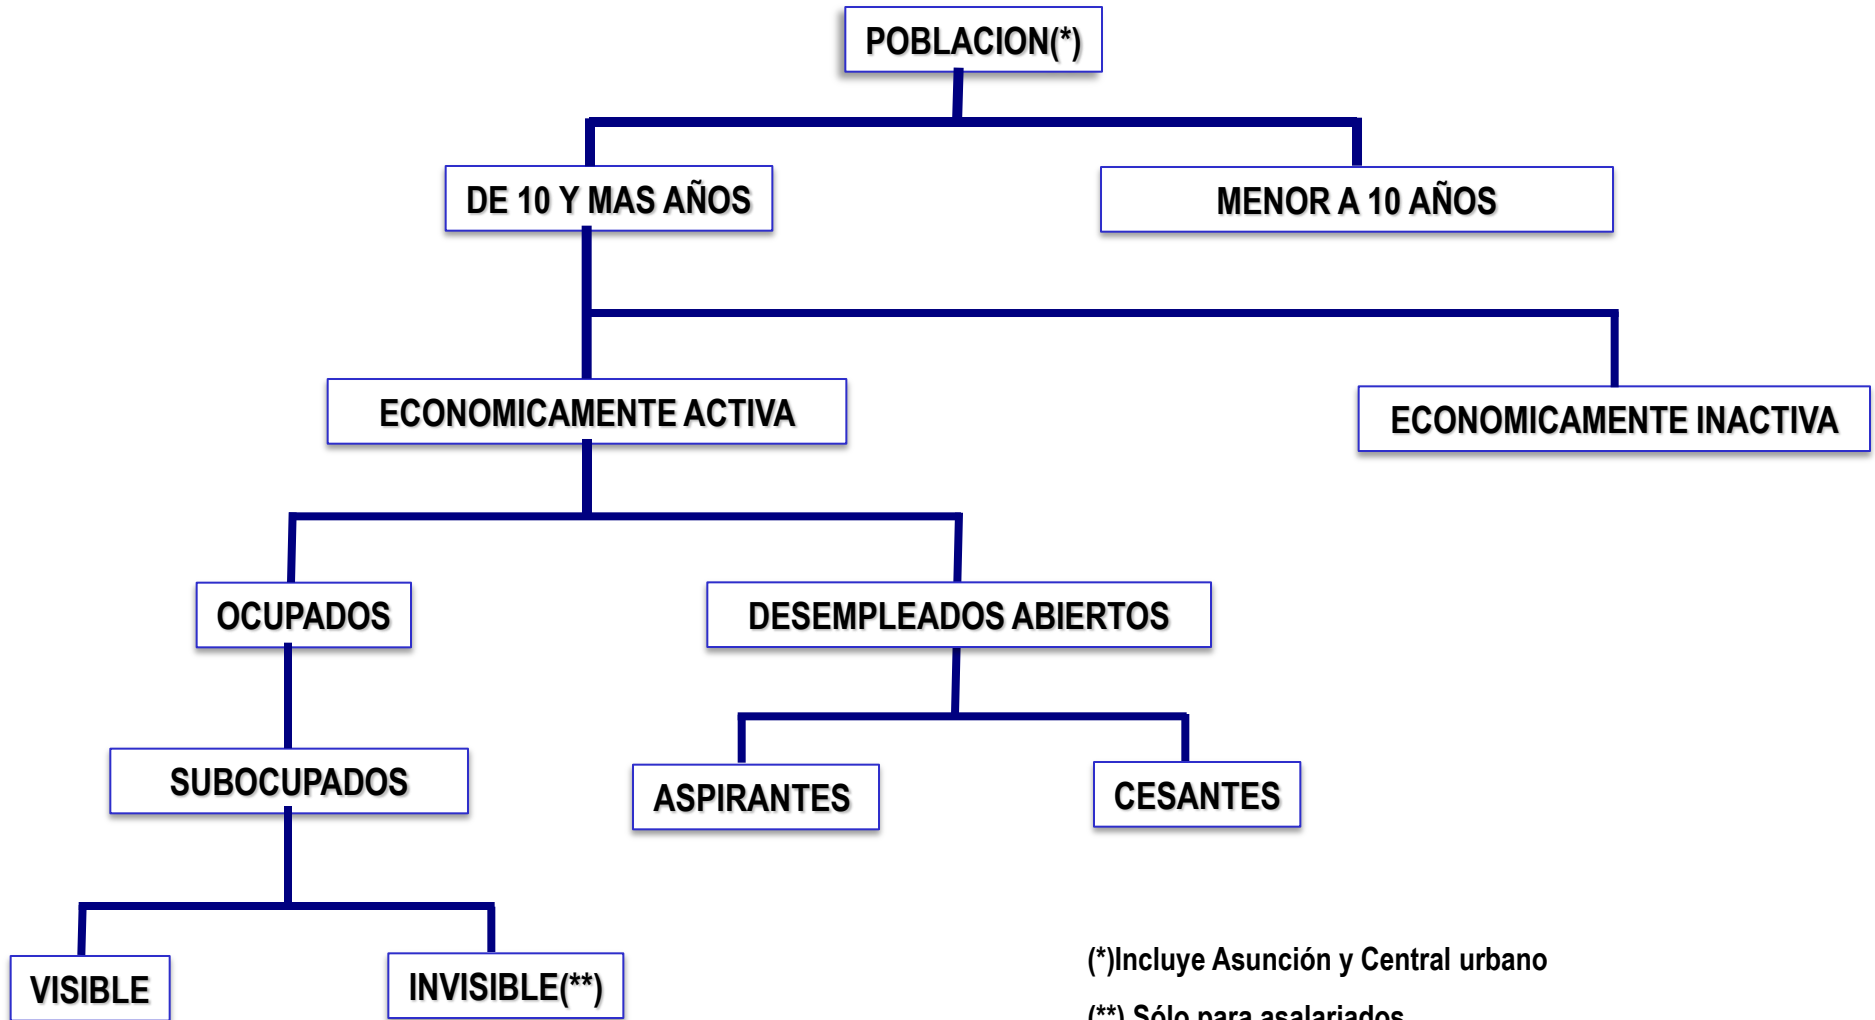 POBLACION(*)
DE 10 Y MAS AÑOS
MENOR A 10 AÑOS
ECONOMICAMENTE ACTIVA
ECONOMICAMENTE INACTIVA
OCUPADOS
DESEMPLEADOS ABIERTOS
SUBOCUPADOS
ASPIRANTES
CESANTES
VISIBLE
INVISIBLE(**)
(*)Incluye Asunción y Central urbano
(**) Sólo para asalariados